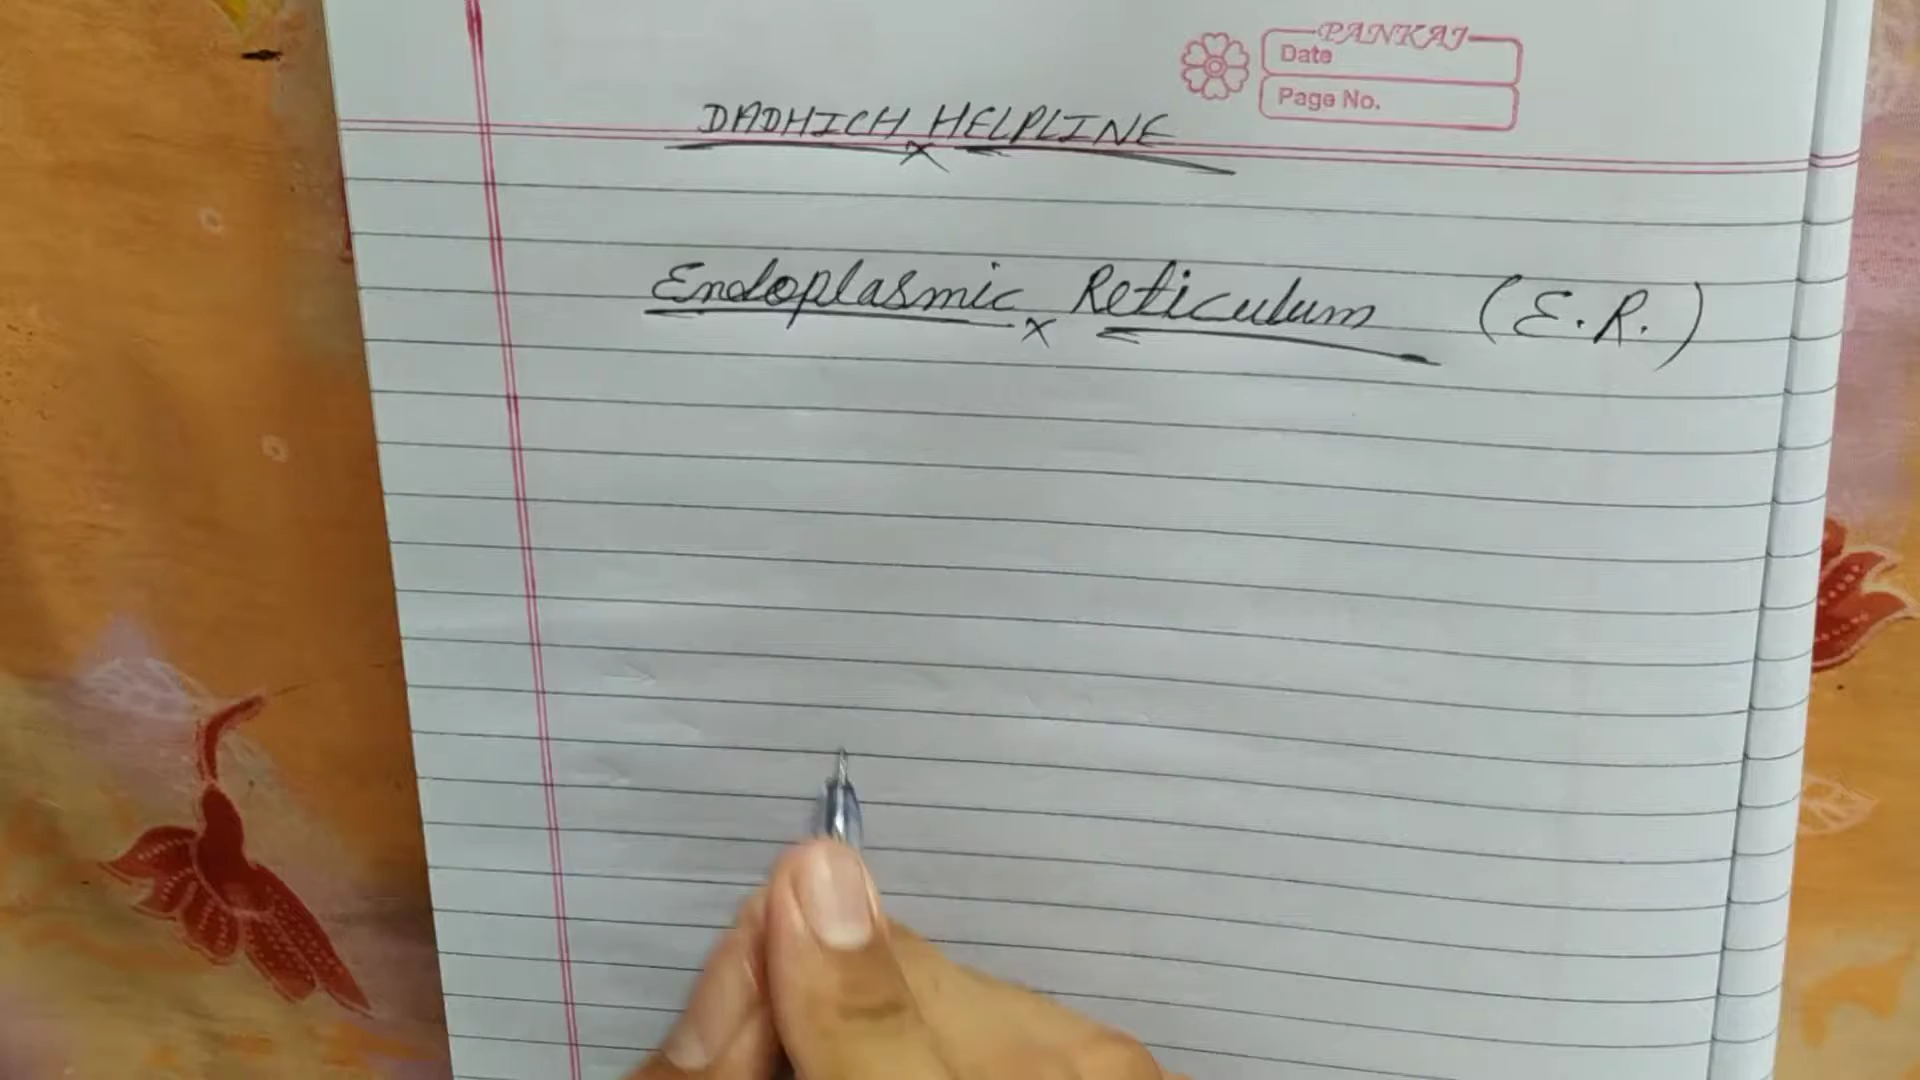 PANKAJ
Date
Page No.
DADHICH HELPLINE
Endoplasmic Reticulum (E.R.)